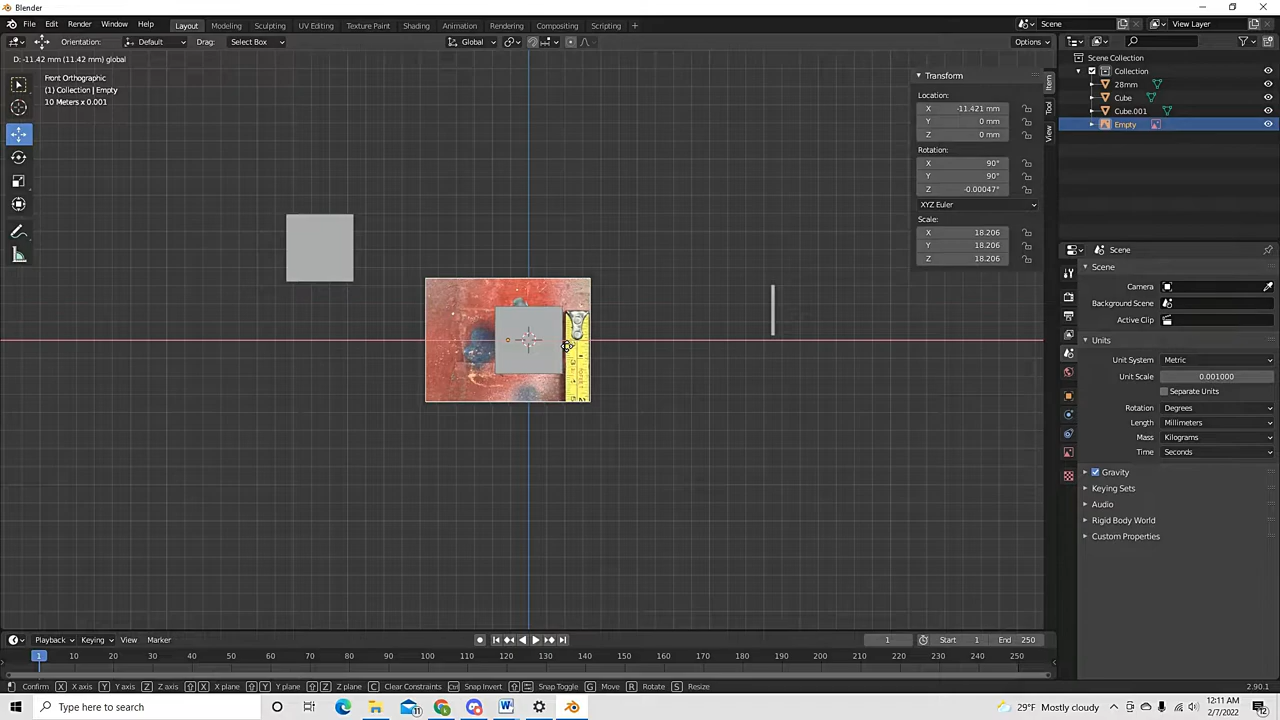 Blender
File Edit Render Window Help Layout Modeling Sculpting UV Editing Texture Paint Shading Animation Rendering Compositing Scripting + Scene View Layer
Orientation: Default Drag: Select Box Global Options
D: -11.42 mm (11.42 mm) global
Front Orthographic
(1) Collection | Empty
10 Meters x 0.001
Transform
Location:
X -11.421 mm
Y 0 mm
Z 0 mm
Rotation:
X 90°
Y 90°
Z -0.00047°
XYZ Euler
Scale:
X 18.206
Y 18.206
Z 18.206
Item
Tool
View
Scene Collection
Collection
28mm
Cube
Cube.001
Empty
Scene
Scene
Camera
Background Scene
Active Clip
Units
Unit System Metric
Unit Scale 0.001000
Separate Units
Rotation Degrees
Length Millimeters
Mass Kilograms
Time Seconds
Gravity
Keying Sets
Audio
Rigid Body World
Custom Properties
Playback Keying View Marker 1 Start 1 End 250
1 10 20 30 40 50 60 70 80 90 100 110 120 130 140 150 160 170 180 190 200 210 220 230 240 250
Confirm X X axis Y Y axis Z Z axis X X plane Y Y plane Z Z plane C Clear Constraints Snap Invert Snap Toggle G Move R Rotate S Resize 2.90.1
Type here to search 29°F Mostly cloudy 12:11 AM
2/7/2022